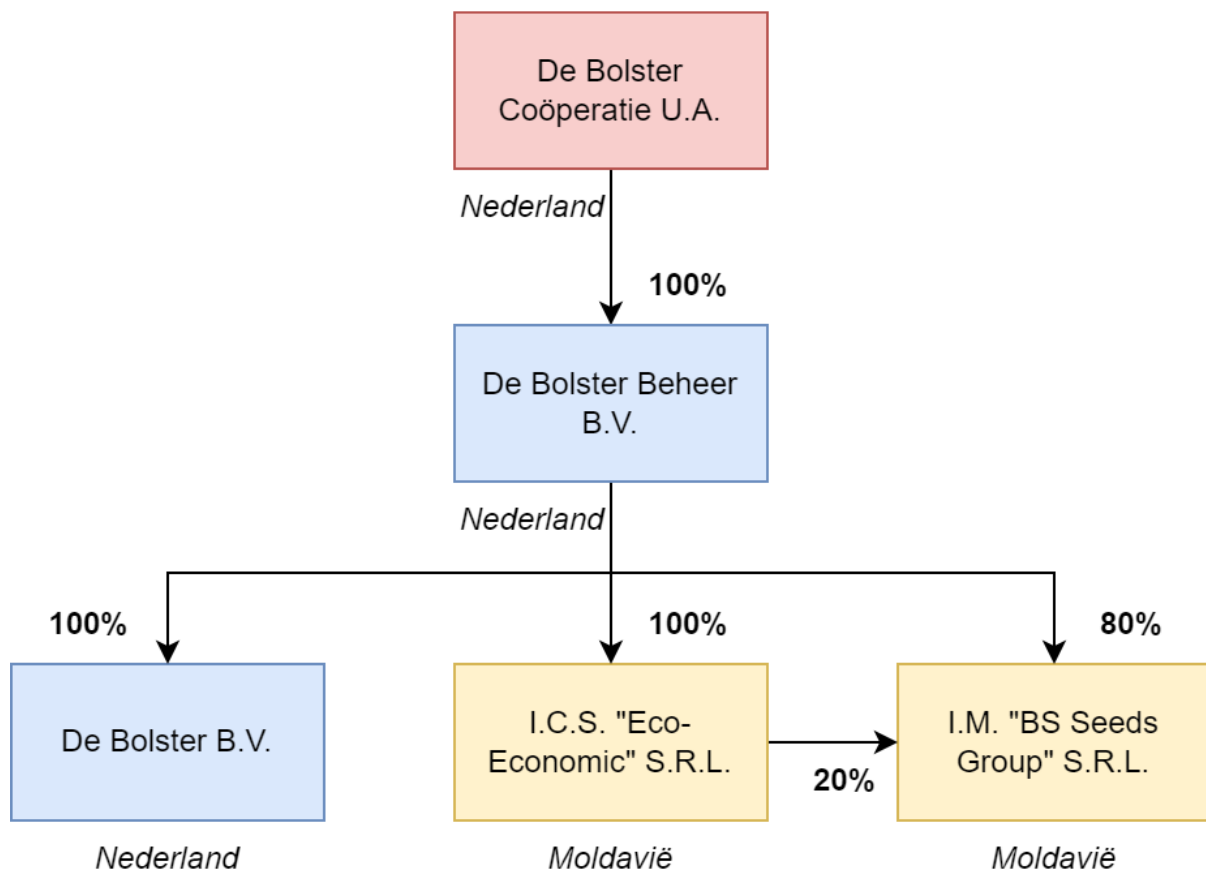 De Bolster
Coöperatie U.A.
Nederland
100%
De Bolster Beheer
B.V.
Nederland
100%
100%
80%
De Bolster B.V.
I.C.S. "Eco-
Economic" S.R.L.
20%
I.M. "BS Seeds
Group" S.R.L.
Nederland
Moldavië
Moldavië